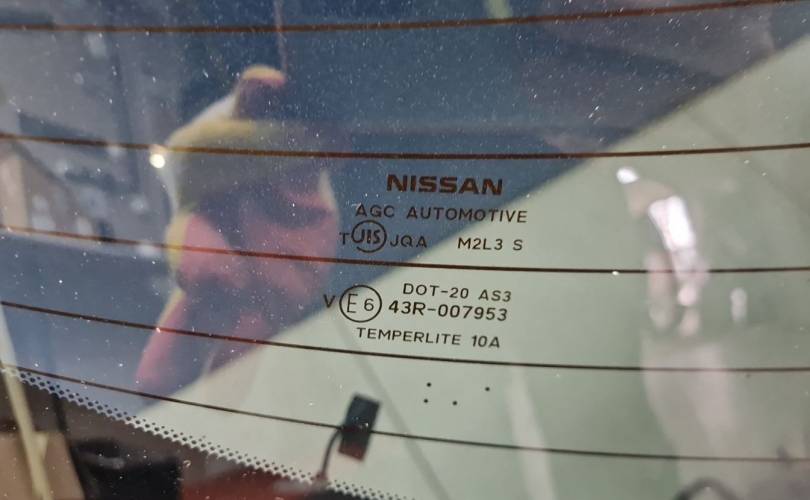 NISSAN
AGC AUTOMOTIVE
T JIS JQA M2L3 S
DOT-20 AS3
V E6 43R-007953
TEMPERLITE 10A